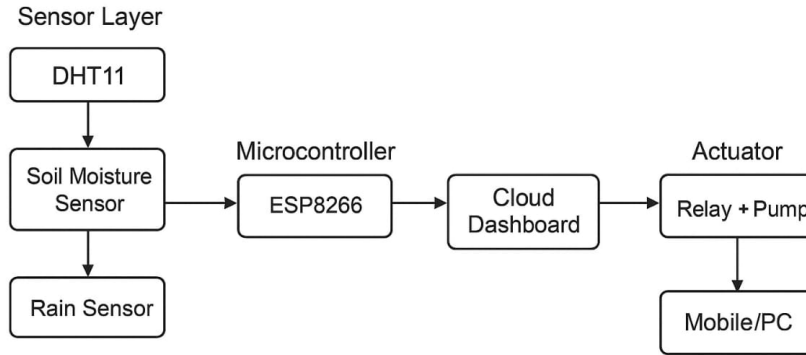 Sensor Layer
DHT11
Soil Moisture
Sensor
Rain Sensor
Microcontroller
ESP8266
Cloud
Dashboard
Actuator
Relay + Pump
Mobile/PC